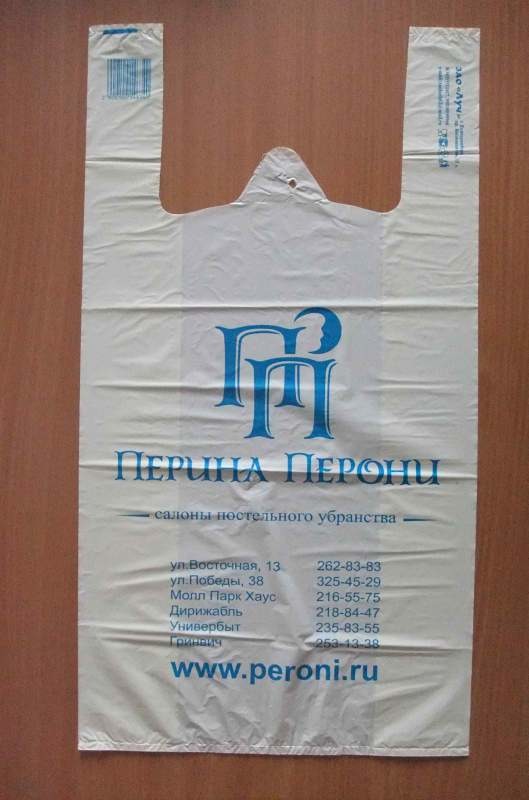 ЗАО «Луч»
ПП
ПЕРИНА ПЕРОНИ
салоны постельного убранства
ул.Восточная, 13 262-83-83
ул.Победы, 38 325-45-29
Молл Парк Хаус 216-55-75
Дирижабль 218-84-47
Универбыт 235-83-55
Гринвич 253-13-38
www.peroni.ru